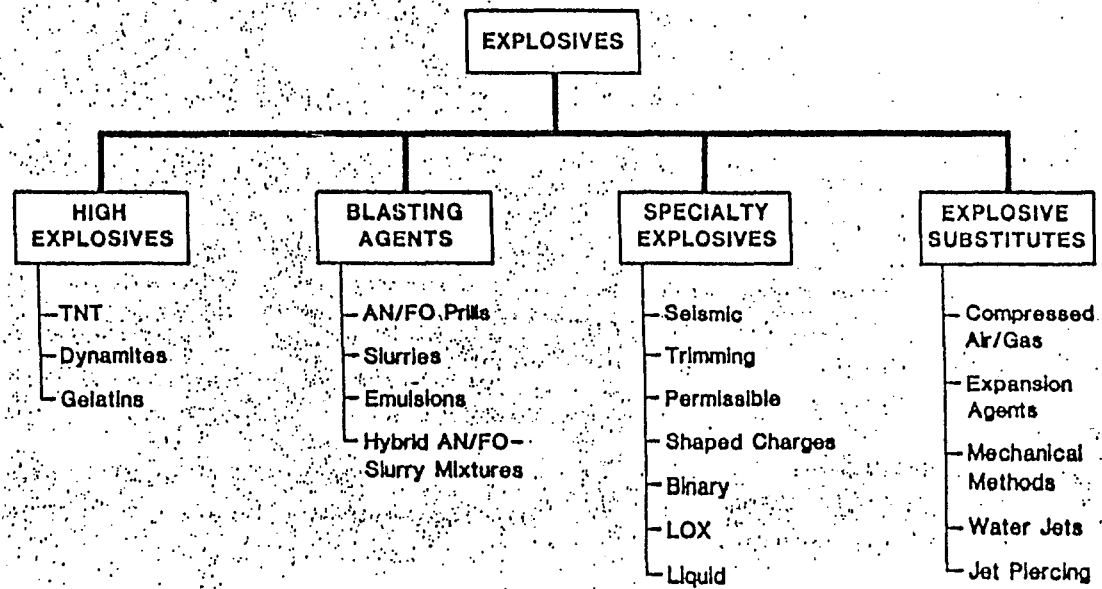 EXPLOSIVES
HIGH
EXPLOSIVES
TNT
Dynamites
Gelatins
BLASTING
AGENTS
AN/FO Prills
Slurries
Emulsions
Hybrid AN/FO-
Slurry Mixtures
SPECIALTY
EXPLOSIVES
Seismic
Trimming
Permissible
Shaped Charges
Binary
LOX
Liquid
EXPLOSIVE
SUBSTITUTES
Compressed
Air/Gas
Expansion
Agents
Mechanical
Methods
Water Jets
Jet Piercing